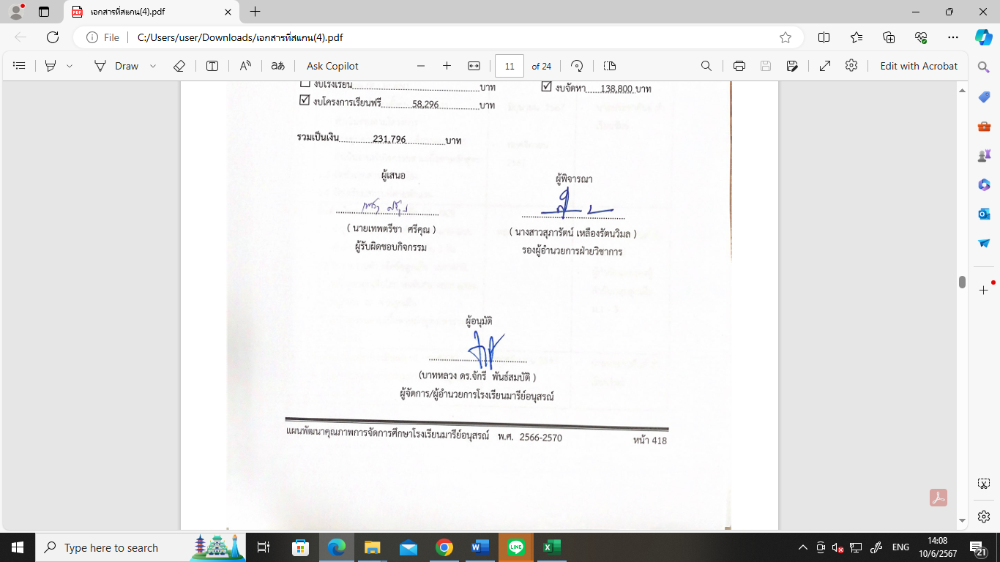 เอกสารที่สแกน(4).pdf
File C:/Users/user/Downloads/เอกสารที่สแกน(4).pdf
Draw Ask Copilot 11 of 24 Edit with Acrobat
งบโรงเรียน บาท งบจัดหา 138,800 บาท
งบโครงการเรียนฟรี 58,296 บาท
รวมเป็นเงิน 231,796 บาท
ผู้เสนอ ผู้พิจารณา
( นายเทพตรีชา ศรีคุณ ) ( นางสาวสุภารัตน์ เหลืองรัตนวิมล )
ผู้รับผิดชอบกิจกรรม รองผู้อำนวยการฝ่ายวิชาการ
ผู้อนุมัติ
(บาทหลวง ดร.จักรี พันธ์สมบัติ )
ผู้จัดการ/ผู้อำนวยการโรงเรียนมารีย์อนุสรณ์
แผนพัฒนาคุณภาพการจัดการศึกษาโรงเรียนมารีย์อนุสรณ์ พ.ศ. 2566-2570 หน้า 418
Type here to search
ENG 14:08
10/6/2567
21